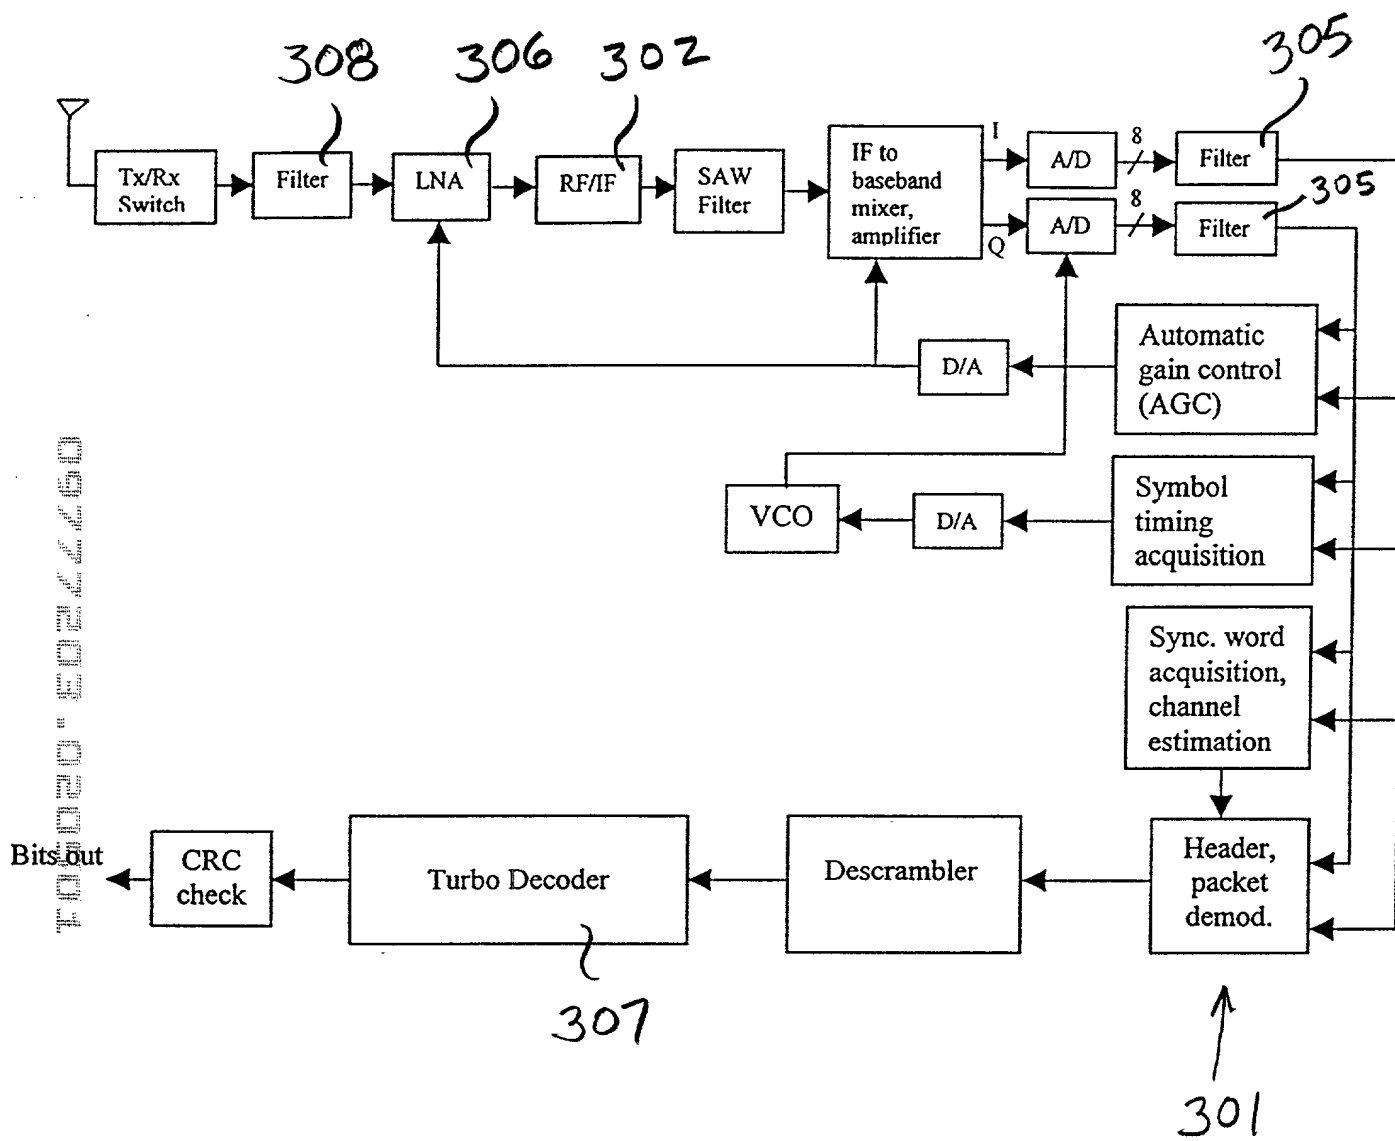 308 306 302 305
Tx/Rx
Switch
Filter
LNA
RF/IF
SAW
Filter
IF to
baseband
mixer,
amplifier
I
Q
A/D
8
Filter
A/D
8
Filter
305
Automatic
gain control
(AGC)
D/A
Symbol
timing
acquisition
D/A
VCO
Sync. word
acquisition,
channel
estimation
Header,
packet
demod.
Descrambler
Turbo Decoder
CRC
check
Bits out
307
301